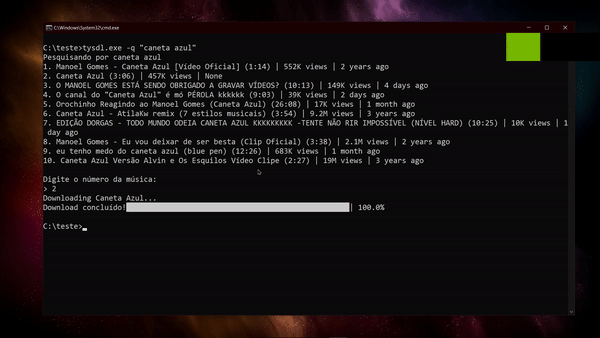 C:\Windows\System32\cmd.exe
C:\teste>tysdl.exe -q "caneta azul"
Pesquisando por caneta azul
1. Manoel Gomes - Caneta Azul [Vídeo Oficial] (1:14) | 552K views | 2 years ago
2. Caneta Azul (3:06) | 457K views | None
3. O MANOEL GOMES ESTÁ SENDO OBRIGADO A GRAVAR VÍDEOS? (10:13) | 149K views | 4 days ago
4. O canal do "Caneta Azul" é mó PÉROLA kkkkkk (9:03) | 39K views | 2 days ago
5. Orochinho Reagindo ao Manoel Gomes (Caneta Azul) (26:08) | 17K views | 1 month ago
6. Caneta Azul - AtilaKw remix (7 estilos musicais) (3:54) | 9.2M views | 3 years ago
7. EDIÇÃO DORGAS - TODO MUNDO ODEIA CANETA AZUL KKKKKKKKK -TENTE NÃO RIR IMPOSSÍVEL (NÍVEL HARD) (10:25) | 10K views | 1
day ago
8. Manoel Gomes - Eu vou deixar de ser besta (Clip Oficial) (3:38) | 2.1M views | 2 years ago
9. eu tenho medo do caneta azul (blue pen) (12:26) | 683K views | 1 month ago
10. Caneta Azul Versão Alvin e Os Esquilos Vídeo Clipe (2:27) | 19M views | 3 years ago
Digite o número da música:
> 2
Downloading Caneta Azul...
Download concluído!| 100.0%
C:\teste>